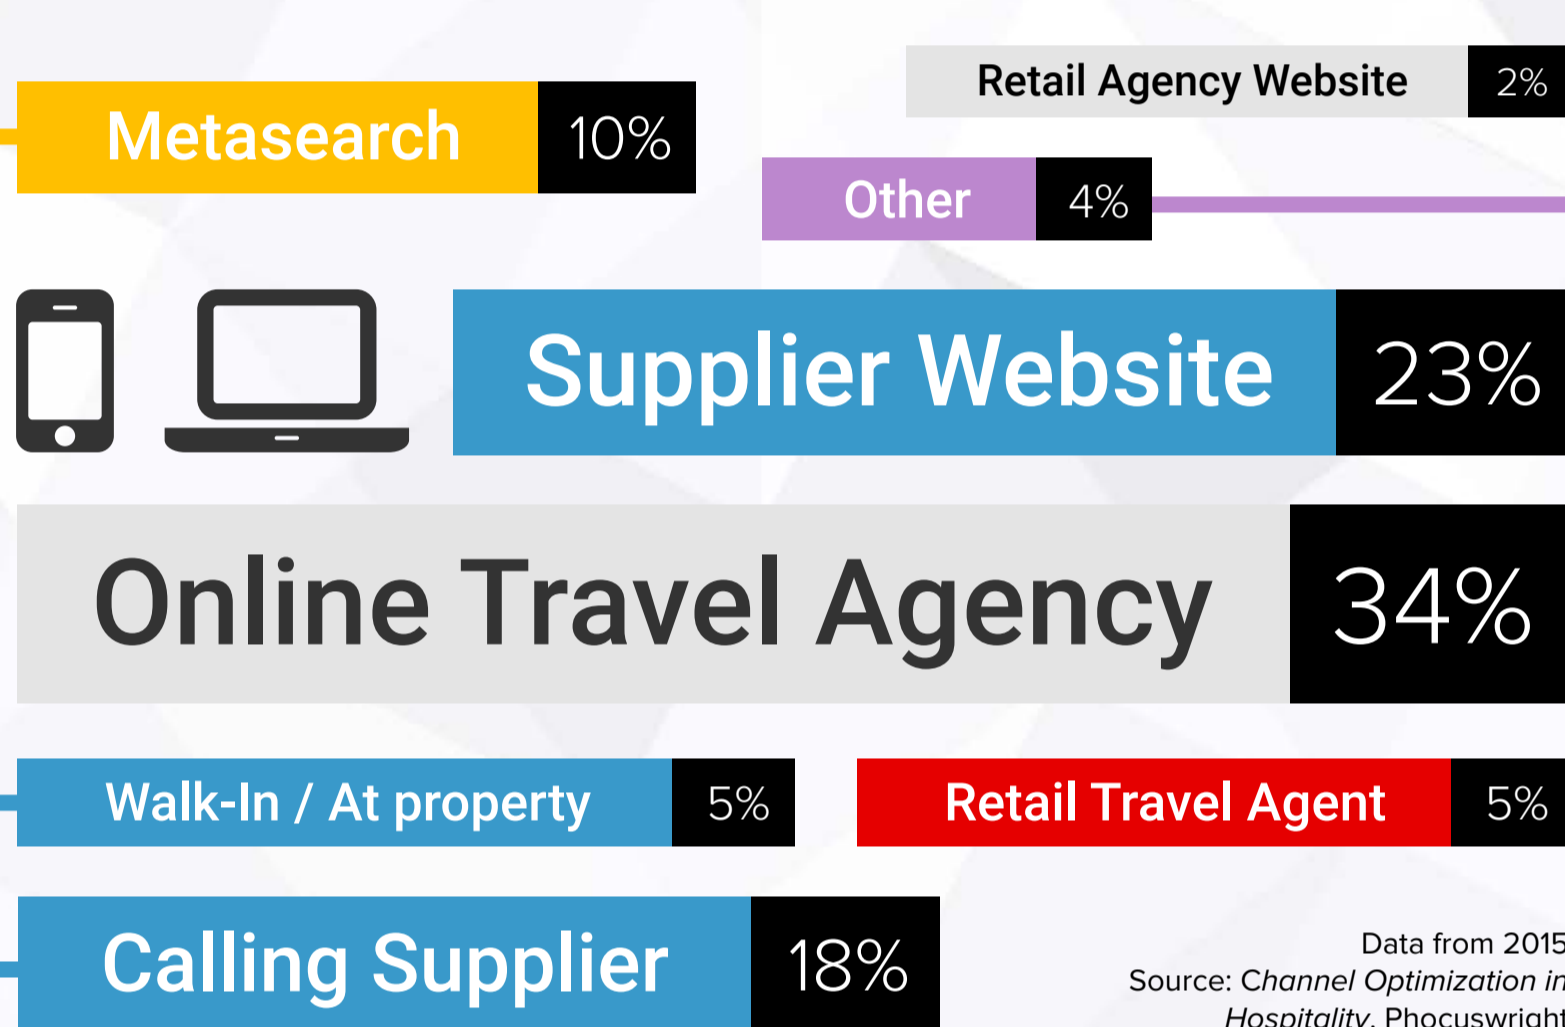 Retail Agency Website 2%
Metasearch 10%
Other 4%
Supplier Website 23%
Online Travel Agency 34%
Walk-In / At property 5%
Retail Travel Agent 5%
Calling Supplier 18%
Data from 2015
Source: Channel Optimization in
Hospitality, Phocuswright